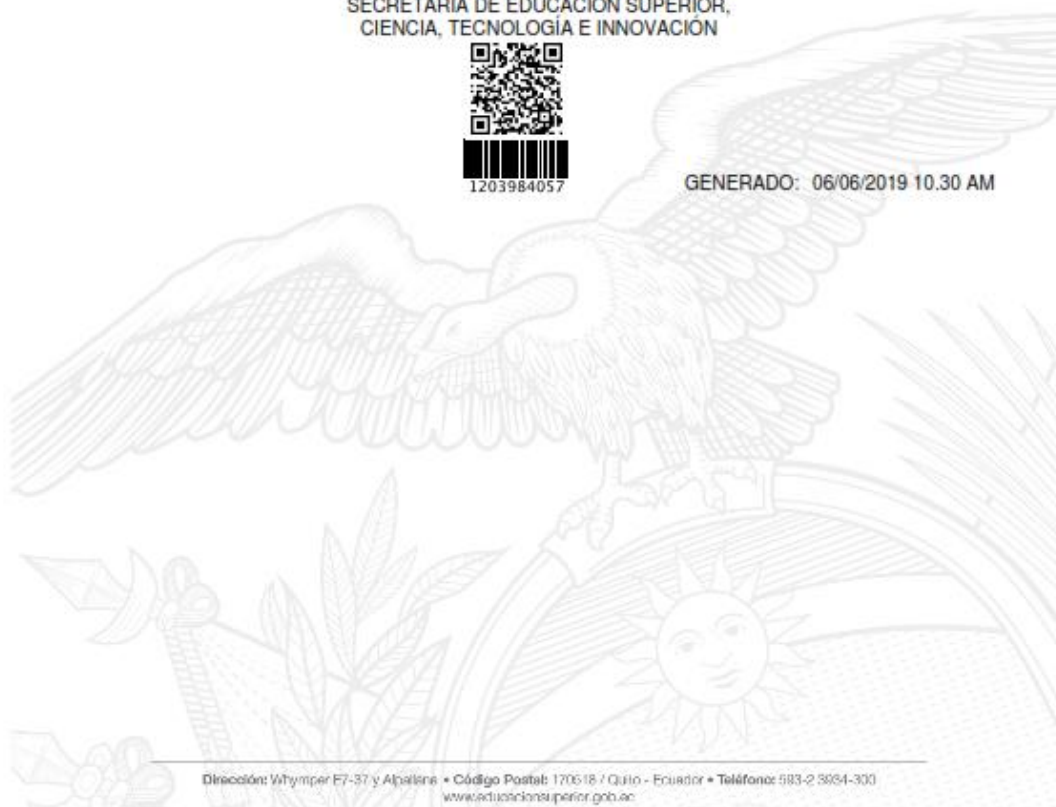 SECRETARÍA DE EDUCACIÓN SUPERIOR,
CIENCIA, TECNOLOGÍA E INNOVACIÓN
1203984057
GENERADO: 06/06/2019 10.30 AM
Dirección: Whymper E7-37 y Alpallana • Código Postal: 170518 / Quito - Ecuador • Teléfono: 593-2 3934-300
www.educacionsuperior.gob.ec